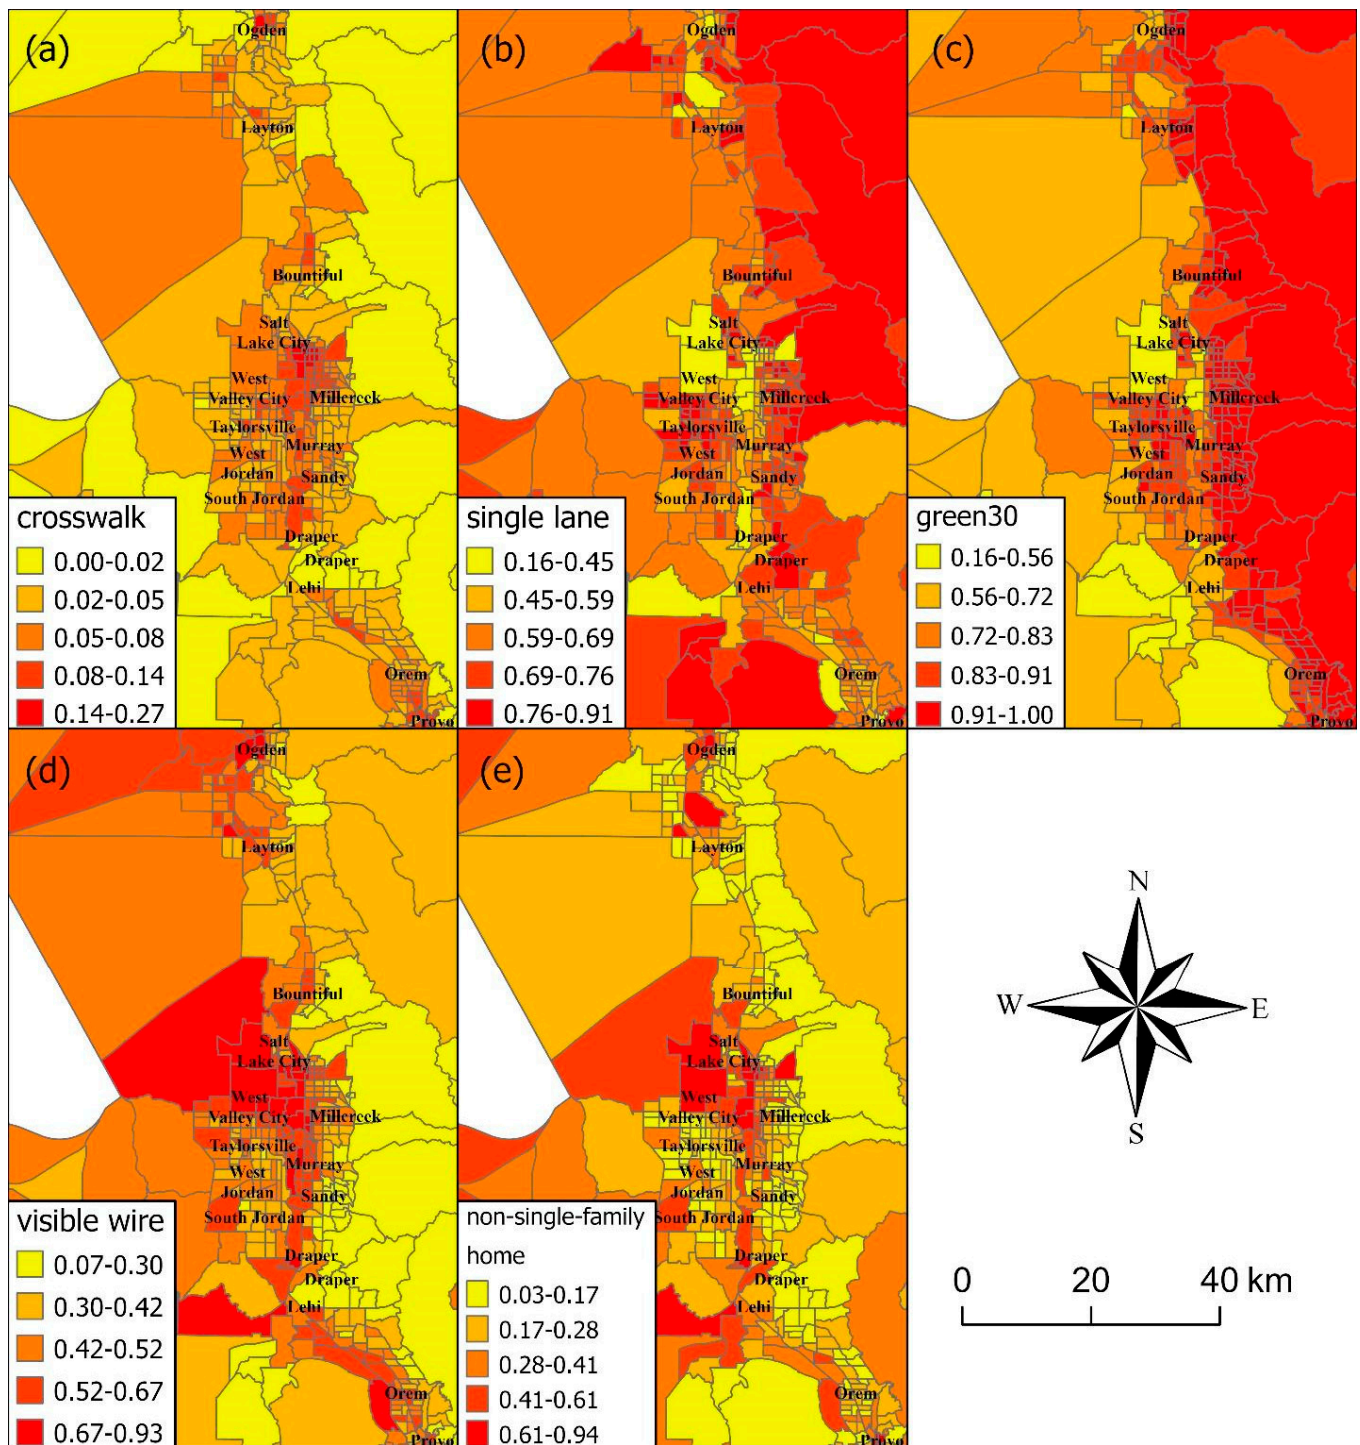 (a)
Ogden
Layton
Bountiful
Salt
Lake City
West
Valley City
Millcreek
Taylorsville
Murray
West
Jordan
Sandy
South Jordan
Draper
Draper
Lehi
Orem
Provo
crosswalk
0.00-0.02
0.02-0.05
0.05-0.08
0.08-0.14
0.14-0.27
(b)
Ogden
Layton
Bountiful
Salt
Lake City
West
Valley City
Millcreek
Taylorsville
Murray
West
Jordan
Sandy
South Jordan
Draper
Draper
Lehi
Orem
Provo
single lane
0.16-0.45
0.45-0.59
0.59-0.69
0.69-0.76
0.76-0.91
(c)
Ogden
Layton
Bountiful
Salt
Lake City
West
Valley City
Millcreek
Taylorsville
Murray
West
Jordan
Sandy
South Jordan
Draper
Draper
Lehi
Orem
Provo
green30
0.16-0.56
0.56-0.72
0.72-0.83
0.83-0.91
0.91-1.00
(d)
Ogden
Layton
Bountiful
Salt
Lake City
West
Valley City
Millcreek
Taylorsville
Murray
West
Jordan
Sandy
South Jordan
Draper
Draper
Lehi
Orem
Provo
visible wire
0.07-0.30
0.30-0.42
0.42-0.52
0.52-0.67
0.67-0.93
(e)
Ogden
Layton
Bountiful
Salt
Lake City
West
Valley City
Millcreek
Taylorsville
Murray
West
Jordan
Sandy
South Jordan
Draper
Draper
Lehi
Orem
Provo
non-single-family
home
0.03-0.17
0.17-0.28
0.28-0.41
0.41-0.61
0.61-0.94
N
W
E
S
0 20 40 km